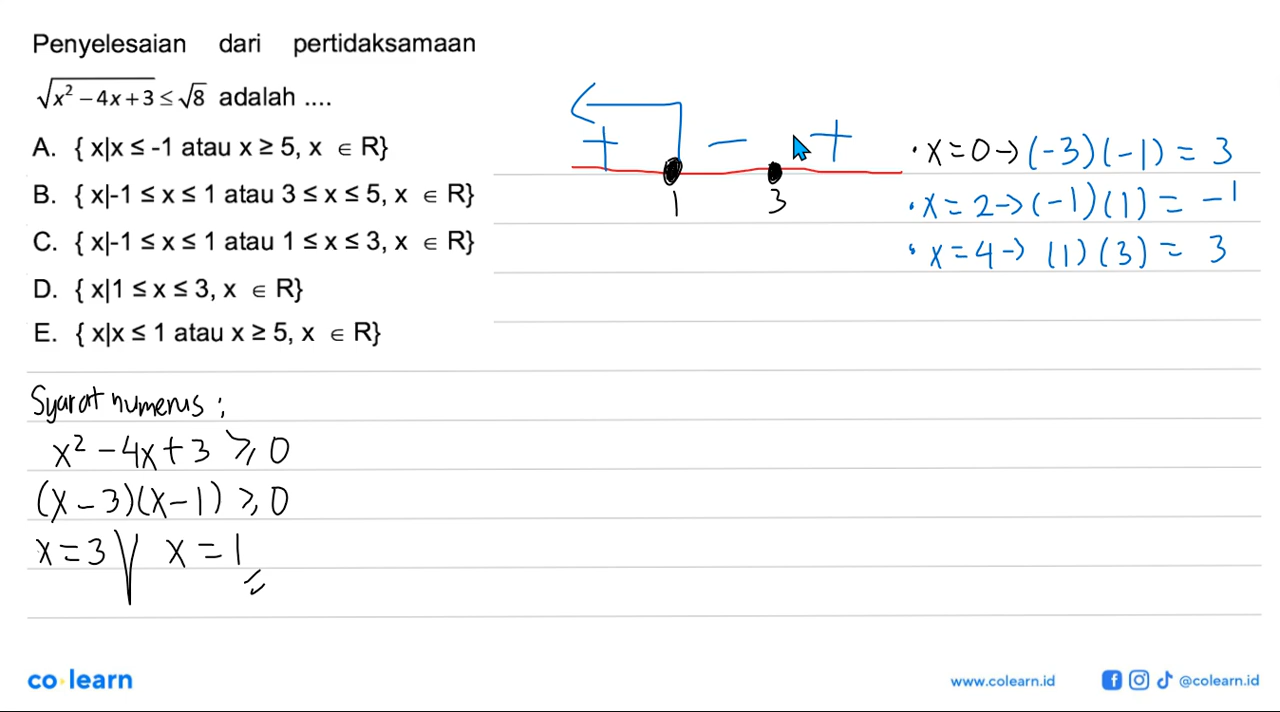 Penyelesaian dari pertidaksamaan
√x² − 4x + 3 ≤ √8 adalah ....
A. { x|x ≤ -1 atau x ≥ 5, x ∈ R}
B. { x|-1 ≤ x ≤ 1 atau 3 ≤ x ≤ 5, x ∈ R}
C. { x|-1 ≤ x ≤ 1 atau 1 ≤ x ≤ 3, x ∈ R}
D. { x|1 ≤ x ≤ 3, x ∈ R}
E. { x|x ≤ 1 atau x ≥ 5, x ∈ R}
Syarat numerus :
x² − 4x + 3 ≥ 0
(x − 3)(x − 1) ≥ 0
x = 3 V x = 1
+ − +
1 3
• x = 0 → (−3)(−1) = 3
• x = 2 → (−1)(1) = −1
• x = 4 → (1)(3) = 3
co learn
www.colearn.id
@colearn.id